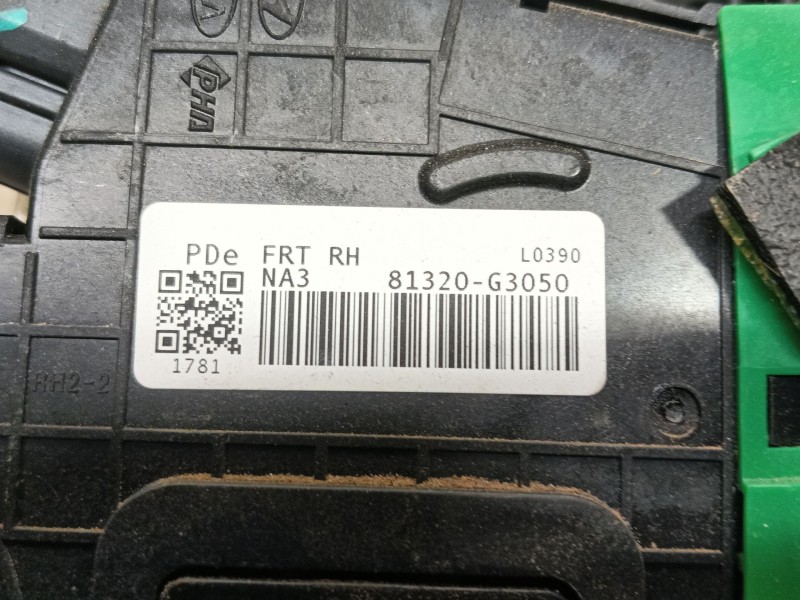 PHA
PDe FRT RH L0390
NA3 81320-G3050
1781
RH2-2